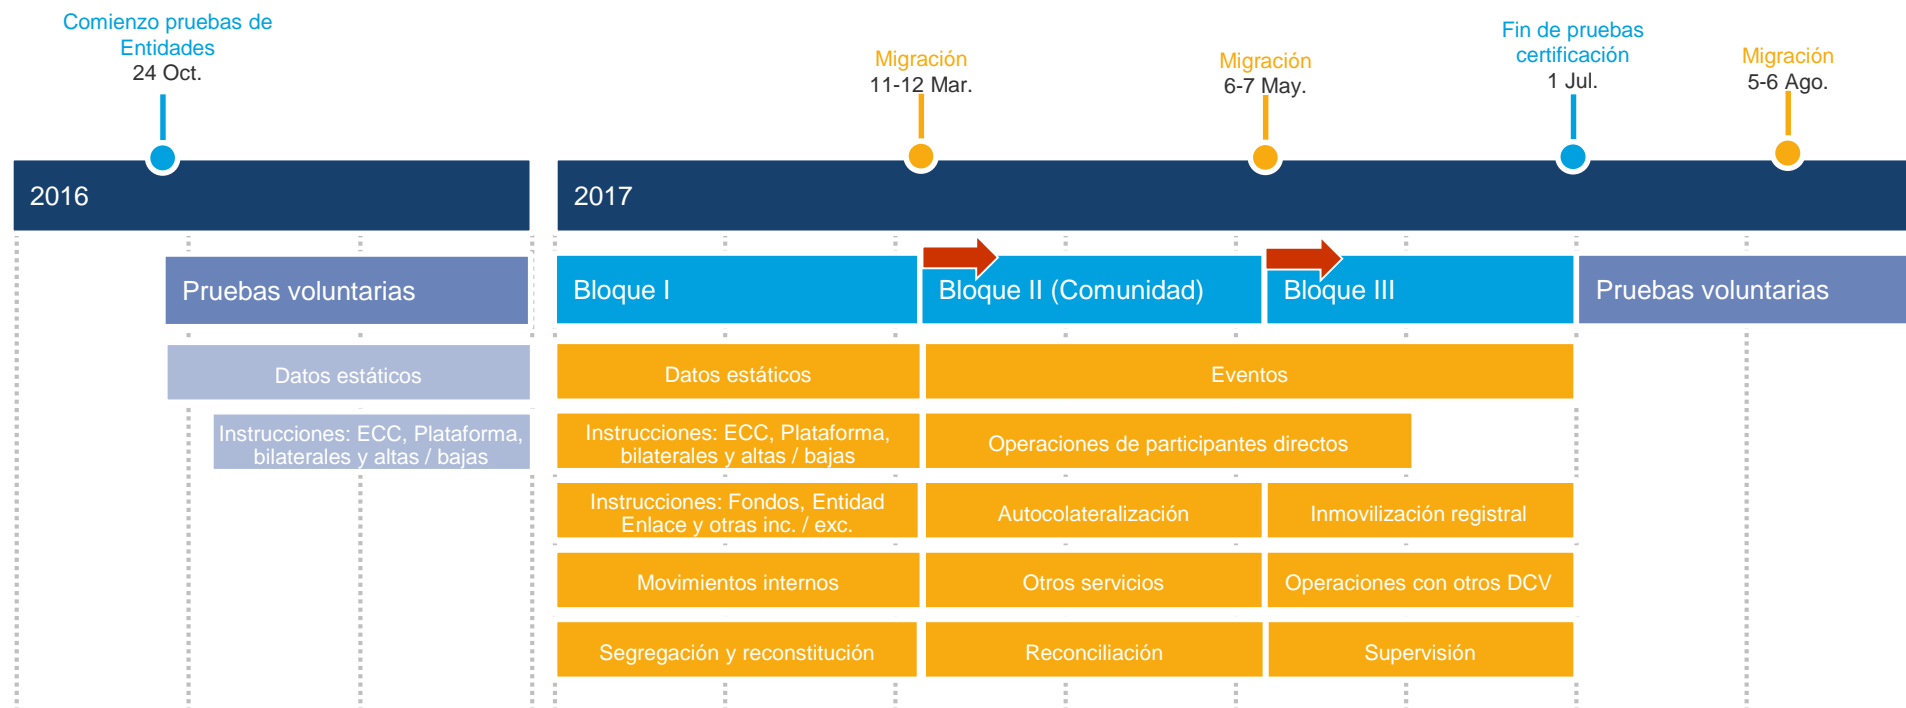 Comienzo pruebas de
Entidades
24 Oct.
Migración
11-12 Mar.
Migración
6-7 May.
Fin de pruebas
certificación
1 Jul.
Migración
5-6 Ago.
2016
2017
Pruebas voluntarias
Bloque I
Bloque II (Comunidad)
Bloque III
Pruebas voluntarias
Datos estáticos
Datos estáticos
Eventos
Instrucciones: ECC, Plataforma,
bilaterales y altas / bajas
Instrucciones: ECC, Plataforma,
bilaterales y altas / bajas
Operaciones de participantes directos
Instrucciones: Fondos, Entidad
Enlace y otras inc. / exc.
Autocolateralización
Inmovilización registral
Movimientos internos
Otros servicios
Operaciones con otros DCV
Segregación y reconstitución
Reconciliación
Supervisión